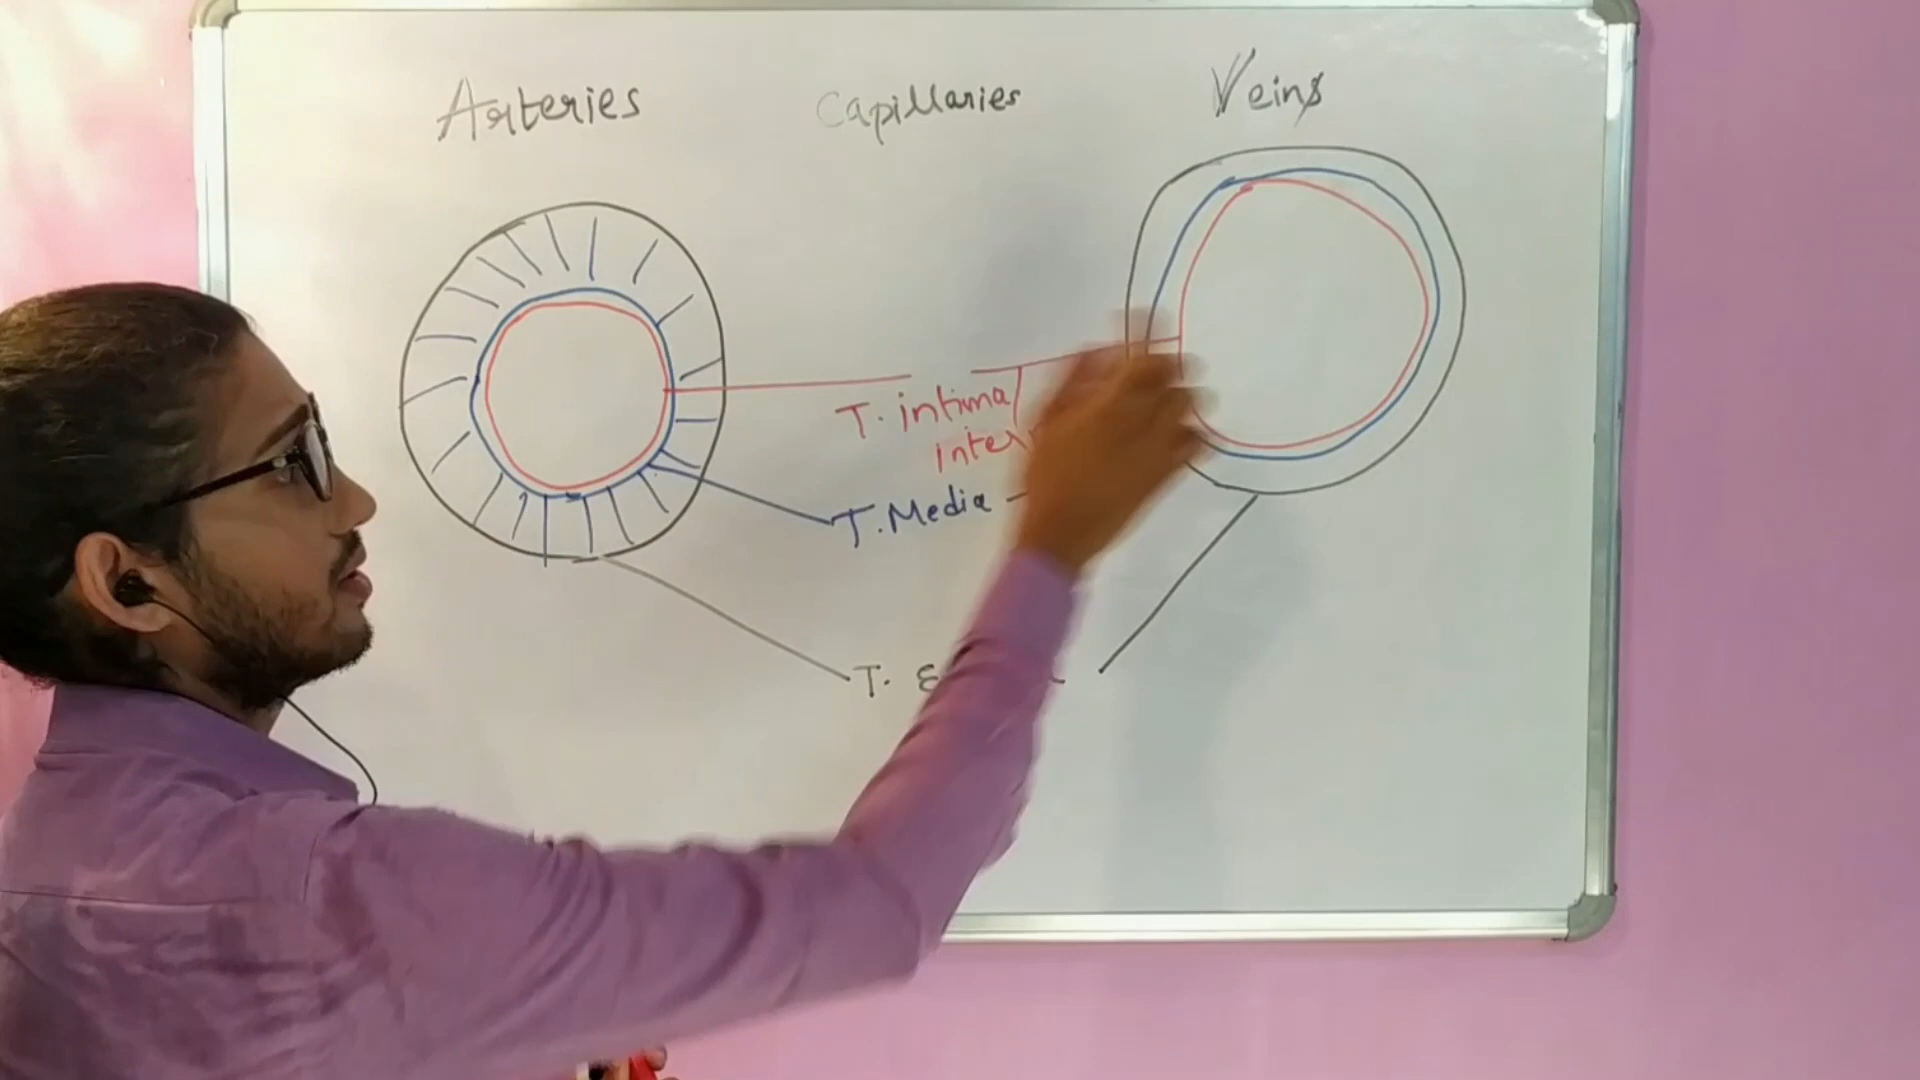 Arteries
Capillaries
Veins
T. intima/
T. Media -
T.